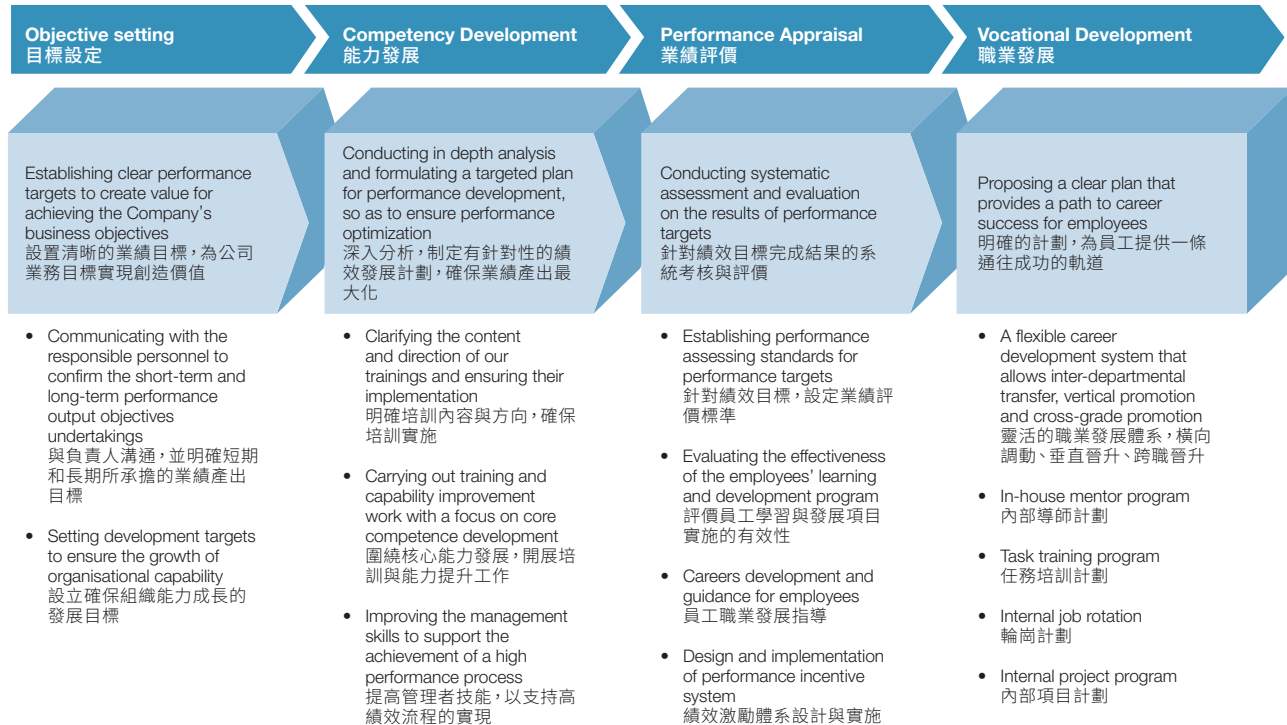 Objective setting
目標設定
Competency Development
能力發展
Performance Appraisal
業績評價
Vocational Development
職業發展
Establishing clear performance
targets to create value for
achieving the Company's
business objectives
設置清晰的業績目標，為公司
業務目標實現創造價值
Conducting in depth analysis
and formulating a targeted plan
for performance development,
so as to ensure performance
optimization
深入分析，制定有針對性的績
效發展計劃，確保業績產出最
大化
Conducting systematic
assessment and evaluation
on the results of performance
targets
針對績效目標完成結果的系
統考核與評價
Proposing a clear plan that
provides a path to career
success for employees
明確的計劃，為員工提供一條
通往成功的軌道
• Communicating with the
responsible personnel to
confirm the short-term and
long-term performance
output objectives
undertakings
與負責人溝通，並明確短期
和長期所承擔的業績產出
目標
• Setting development targets
to ensure the growth of
organisational capability
設立確保組織能力成長的
發展目標
• Clarifying the content
and direction of our
trainings and ensuring their
implementation
明確培訓內容與方向，確保
培訓實施
• Carrying out training and
capability improvement
work with a focus on core
competence development
圍繞核心能力發展，開展培
訓與能力提升工作
• Improving the management
skills to support the
achievement of a high
performance process
提高管理者技能，以支持高
績效流程的實現
• Establishing performance
assessing standards for
performance targets
針對績效目標，設定業績評
價標準
• Evaluating the effectiveness
of the employees' learning
and development program
評價員工學習與發展項目
實施的有效性
• Careers development and
guidance for employees
員工職業發展指導
• Design and implementation
of performance incentive
system
績效激勵體系設計與實施
• A flexible career
development system that
allows inter-departmental
transfer, vertical promotion
and cross-grade promotion
靈活的職業發展體系，橫向
調動、垂直晉升、跨職晉升
• In-house mentor program
內部導師計劃
• Task training program
任務培訓計劃
• Internal job rotation
輪崗計劃
• Internal project program
內部項目計劃